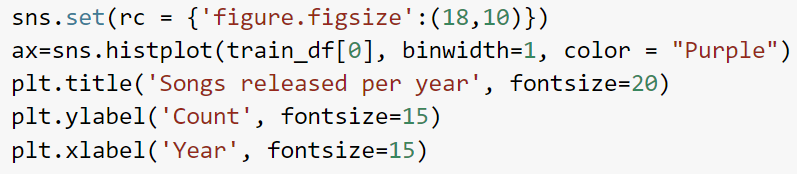 sns.set(rc = {'figure.figsize':(18,10)})
ax=sns.histplot(train_df[0], binwidth=1, color = "Purple")
plt.title('Songs released per year', fontsize=20)
plt.ylabel('Count', fontsize=15)
plt.xlabel('Year', fontsize=15)